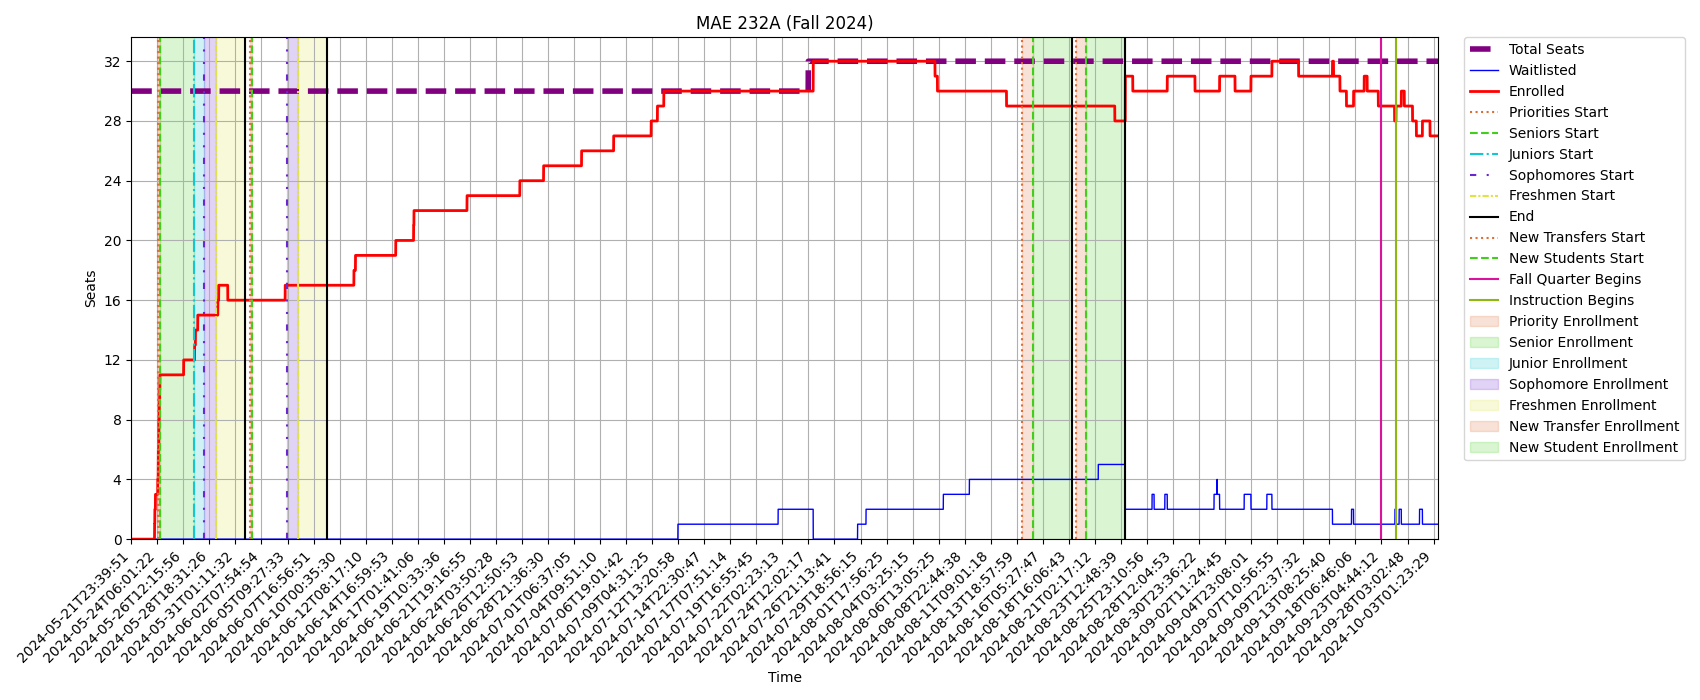 MAE 232A (Fall 2024)
Seats
32
28
24
20
16
12
8
4
0
2024-05-21T23:39:51
2024-05-24T06:01:22
2024-05-26T12:15:56
2024-05-28T18:31:26
2024-05-31T01:11:32
2024-06-02T07:54:54
2024-06-05T09:27:33
2024-06-07T16:56:51
2024-06-10T00:35:30
2024-06-12T08:17:10
2024-06-14T16:59:53
2024-06-17T01:41:06
2024-06-19T10:33:36
2024-06-21T19:16:55
2024-06-24T03:50:28
2024-06-26T12:50:53
2024-06-28T21:36:30
2024-07-01T06:37:05
2024-07-04T09:51:10
2024-07-06T19:01:42
2024-07-09T04:31:25
2024-07-12T13:20:58
2024-07-14T22:30:47
2024-07-17T07:51:14
2024-07-19T16:55:45
2024-07-22T02:23:13
2024-07-24T12:02:17
2024-07-26T21:13:41
2024-07-29T18:56:15
2024-08-01T17:56:25
2024-08-04T03:25:15
2024-08-06T13:05:25
2024-08-08T22:44:38
2024-08-11T09:01:18
2024-08-13T18:57:59
2024-08-16T05:27:47
2024-08-18T16:06:43
2024-08-21T02:17:12
2024-08-23T12:48:39
2024-08-25T23:10:56
2024-08-28T12:04:53
2024-08-30T23:36:22
2024-09-02T11:24:45
2024-09-04T23:08:01
2024-09-07T10:56:55
2024-09-09T22:37:32
2024-09-13T08:25:40
2024-09-18T06:46:06
2024-09-23T04:44:12
2024-09-28T03:02:48
2024-10-03T01:23:29
Time
Total Seats
Waitlisted
Enrolled
Priorities Start
Seniors Start
Juniors Start
Sophomores Start
Freshmen Start
End
New Transfers Start
New Students Start
Fall Quarter Begins
Instruction Begins
Priority Enrollment
Senior Enrollment
Junior Enrollment
Sophomore Enrollment
Freshmen Enrollment
New Transfer Enrollment
New Student Enrollment